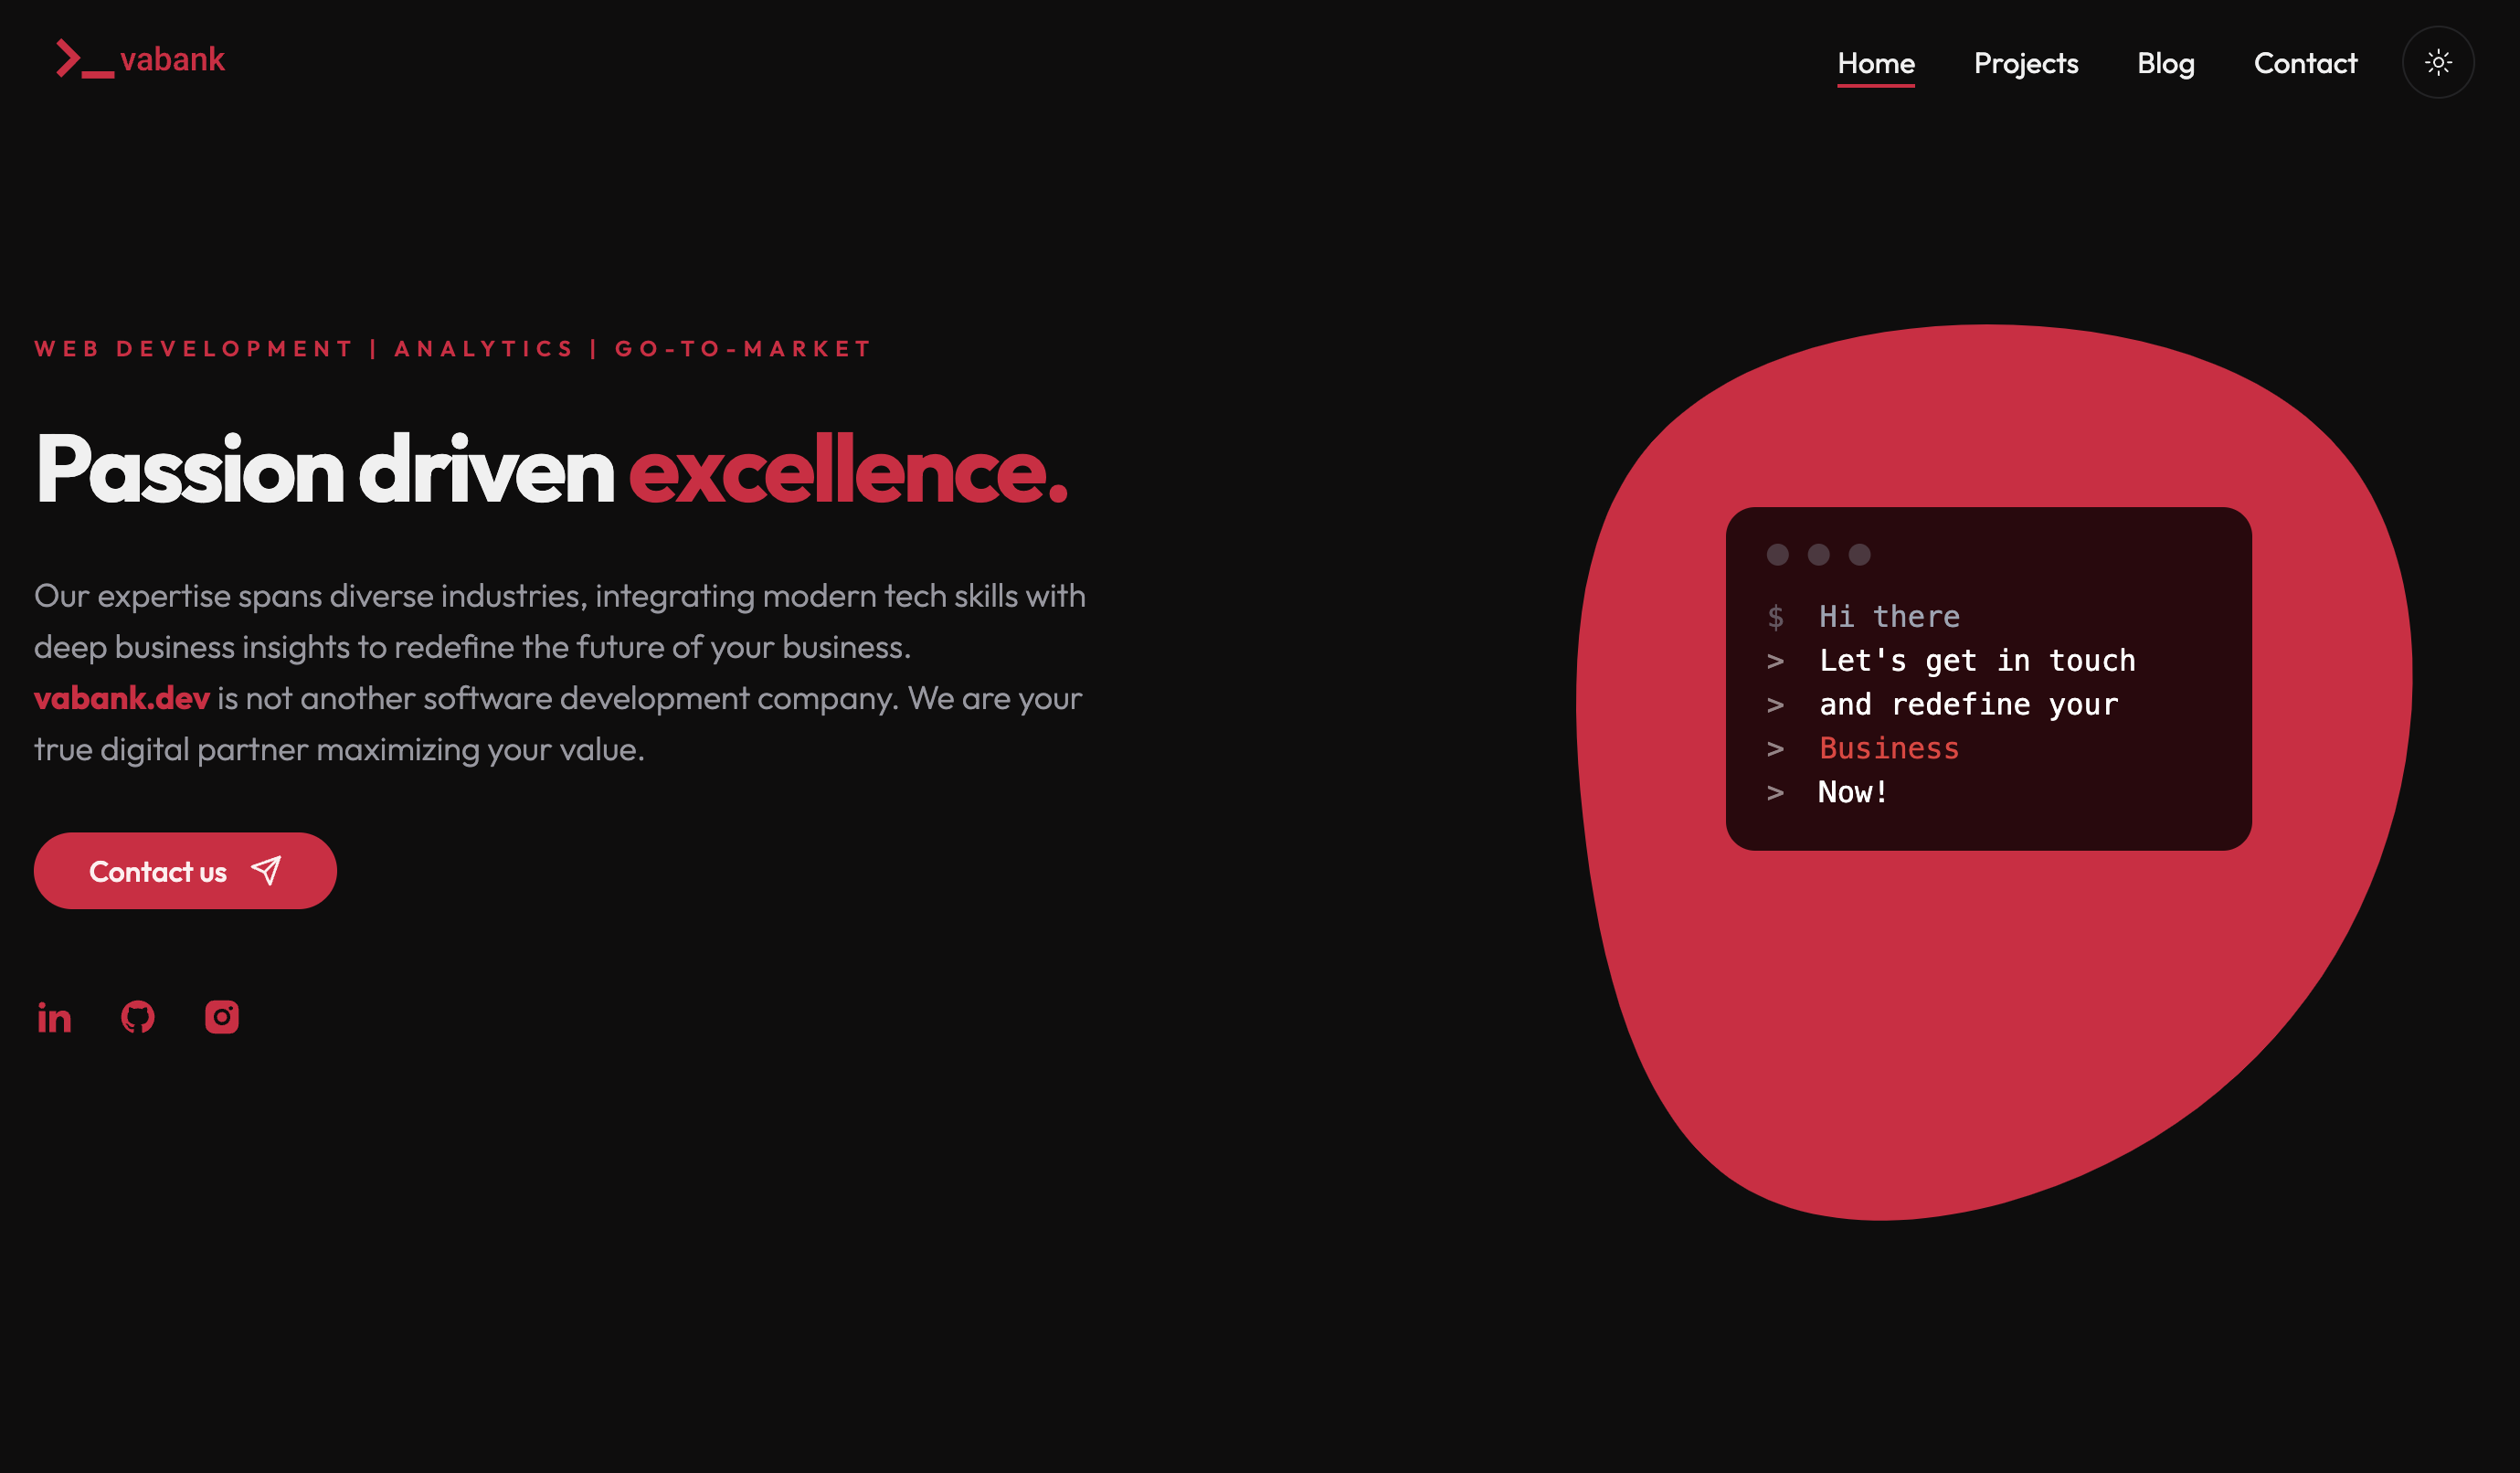 >_vabank
Home Projects Blog Contact
WEB DEVELOPMENT | ANALYTICS | GO-TO-MARKET
Passion driven excellence.
Our expertise spans diverse industries, integrating modern tech skills with
deep business insights to redefine the future of your business.
vabank.dev is not another software development company. We are your
true digital partner maximizing your value.
Contact us
in
$ Hi there
> Let's get in touch
> and redefine your
> Business
> Now!